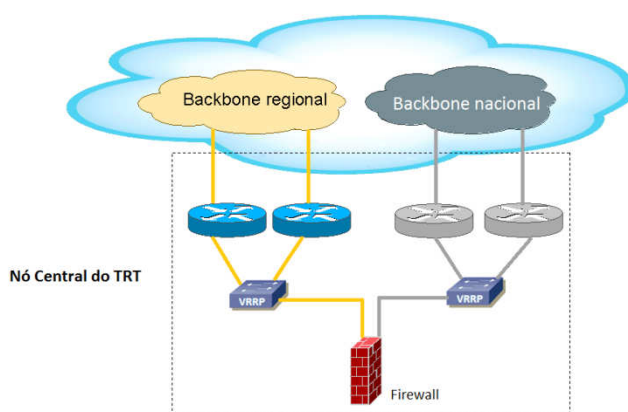 Backbone regional
Backbone nacional
Nó Central do TRT
VRRP
VRRP
Firewall